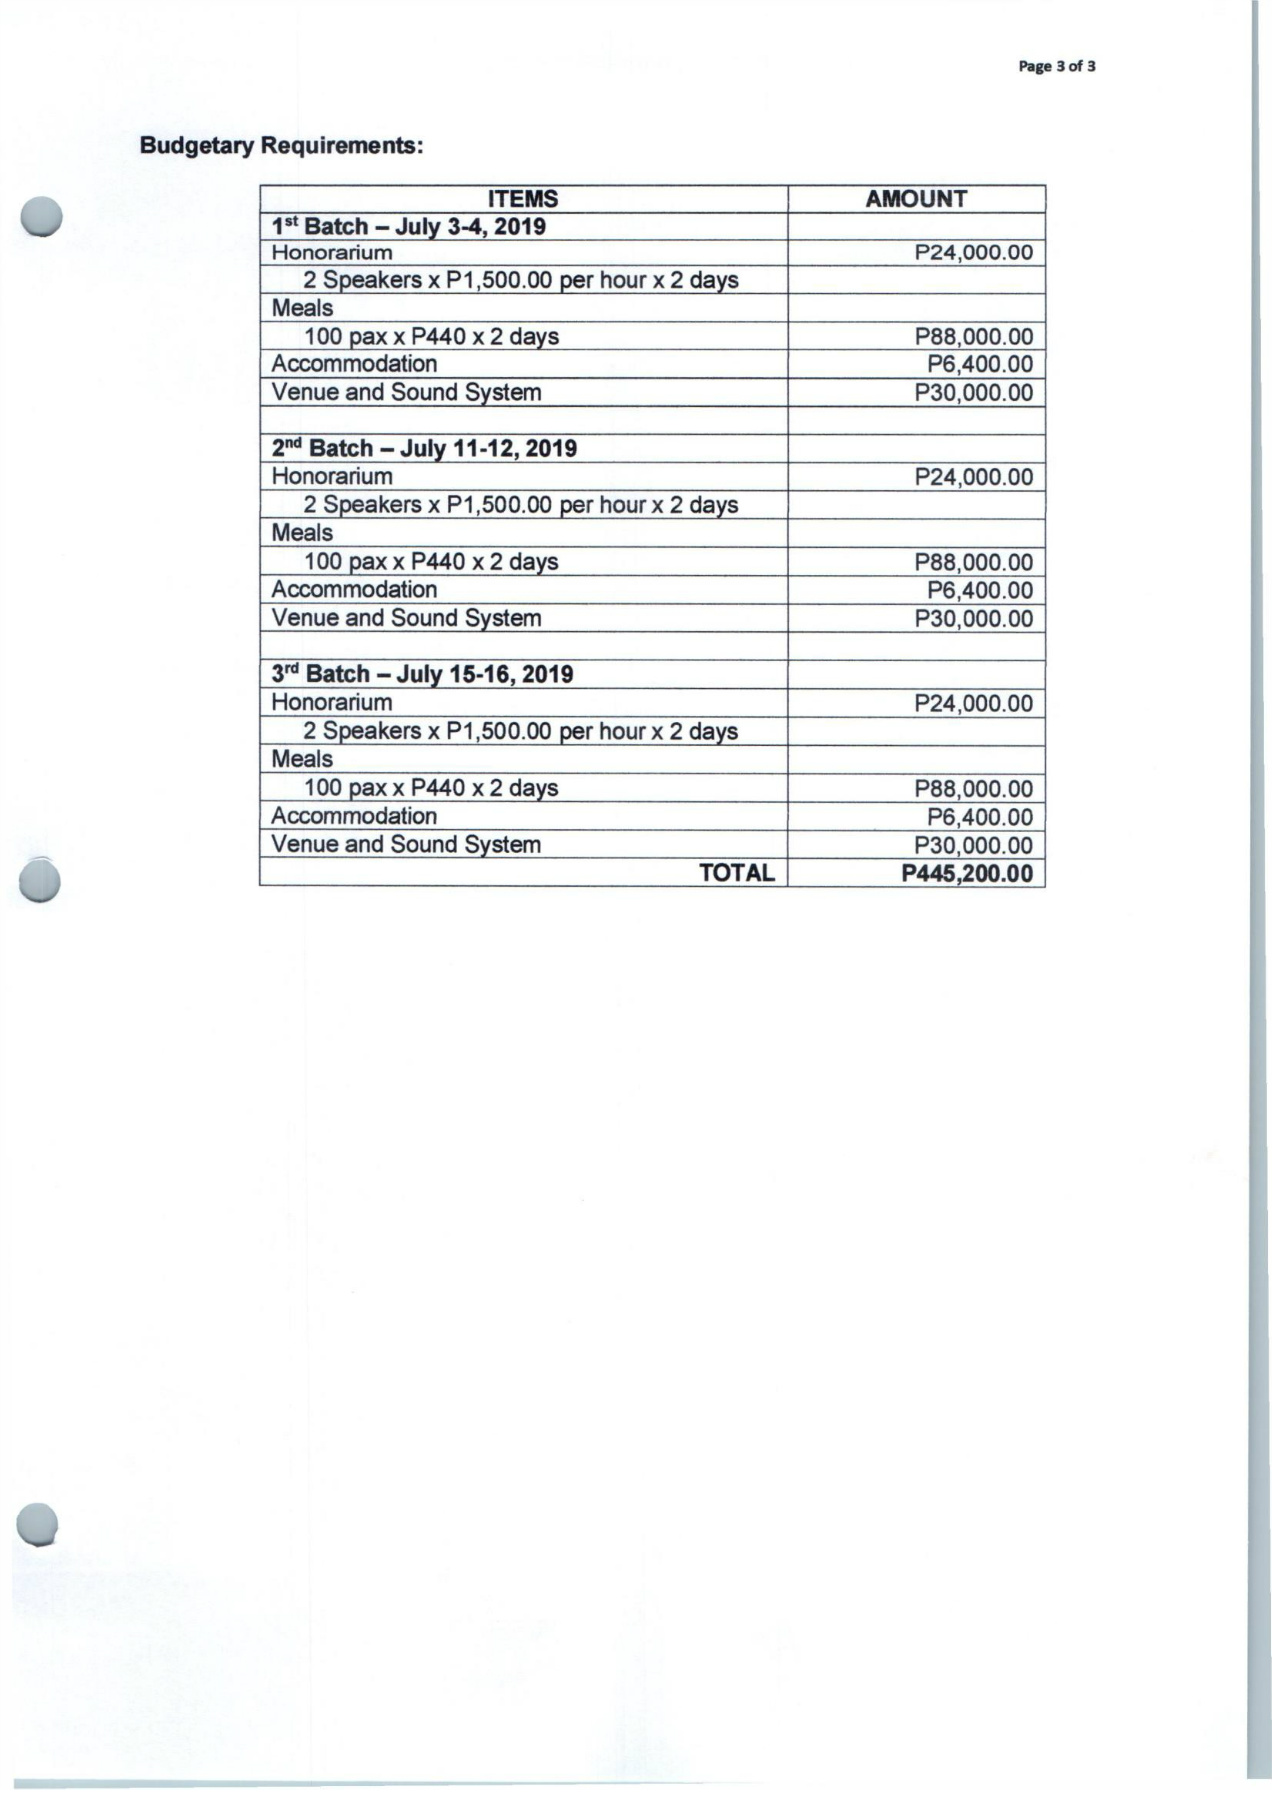 Page 3 of 3
Budgetary Requirements:
ITEMS AMOUNT
1st Batch – July 3-4, 2019
Honorarium P24,000.00
2 Speakers x P1,500.00 per hour x 2 days
Meals
100 pax x P440 x 2 days P88,000.00
Accommodation P6,400.00
Venue and Sound System P30,000.00
2nd Batch – July 11-12, 2019
Honorarium P24,000.00
2 Speakers x P1,500.00 per hour x 2 days
Meals
100 pax x P440 x 2 days P88,000.00
Accommodation P6,400.00
Venue and Sound System P30,000.00
3rd Batch – July 15-16, 2019
Honorarium P24,000.00
2 Speakers x P1,500.00 per hour x 2 days
Meals
100 pax x P440 x 2 days P88,000.00
Accommodation P6,400.00
Venue and Sound System P30,000.00
TOTAL P445,200.00